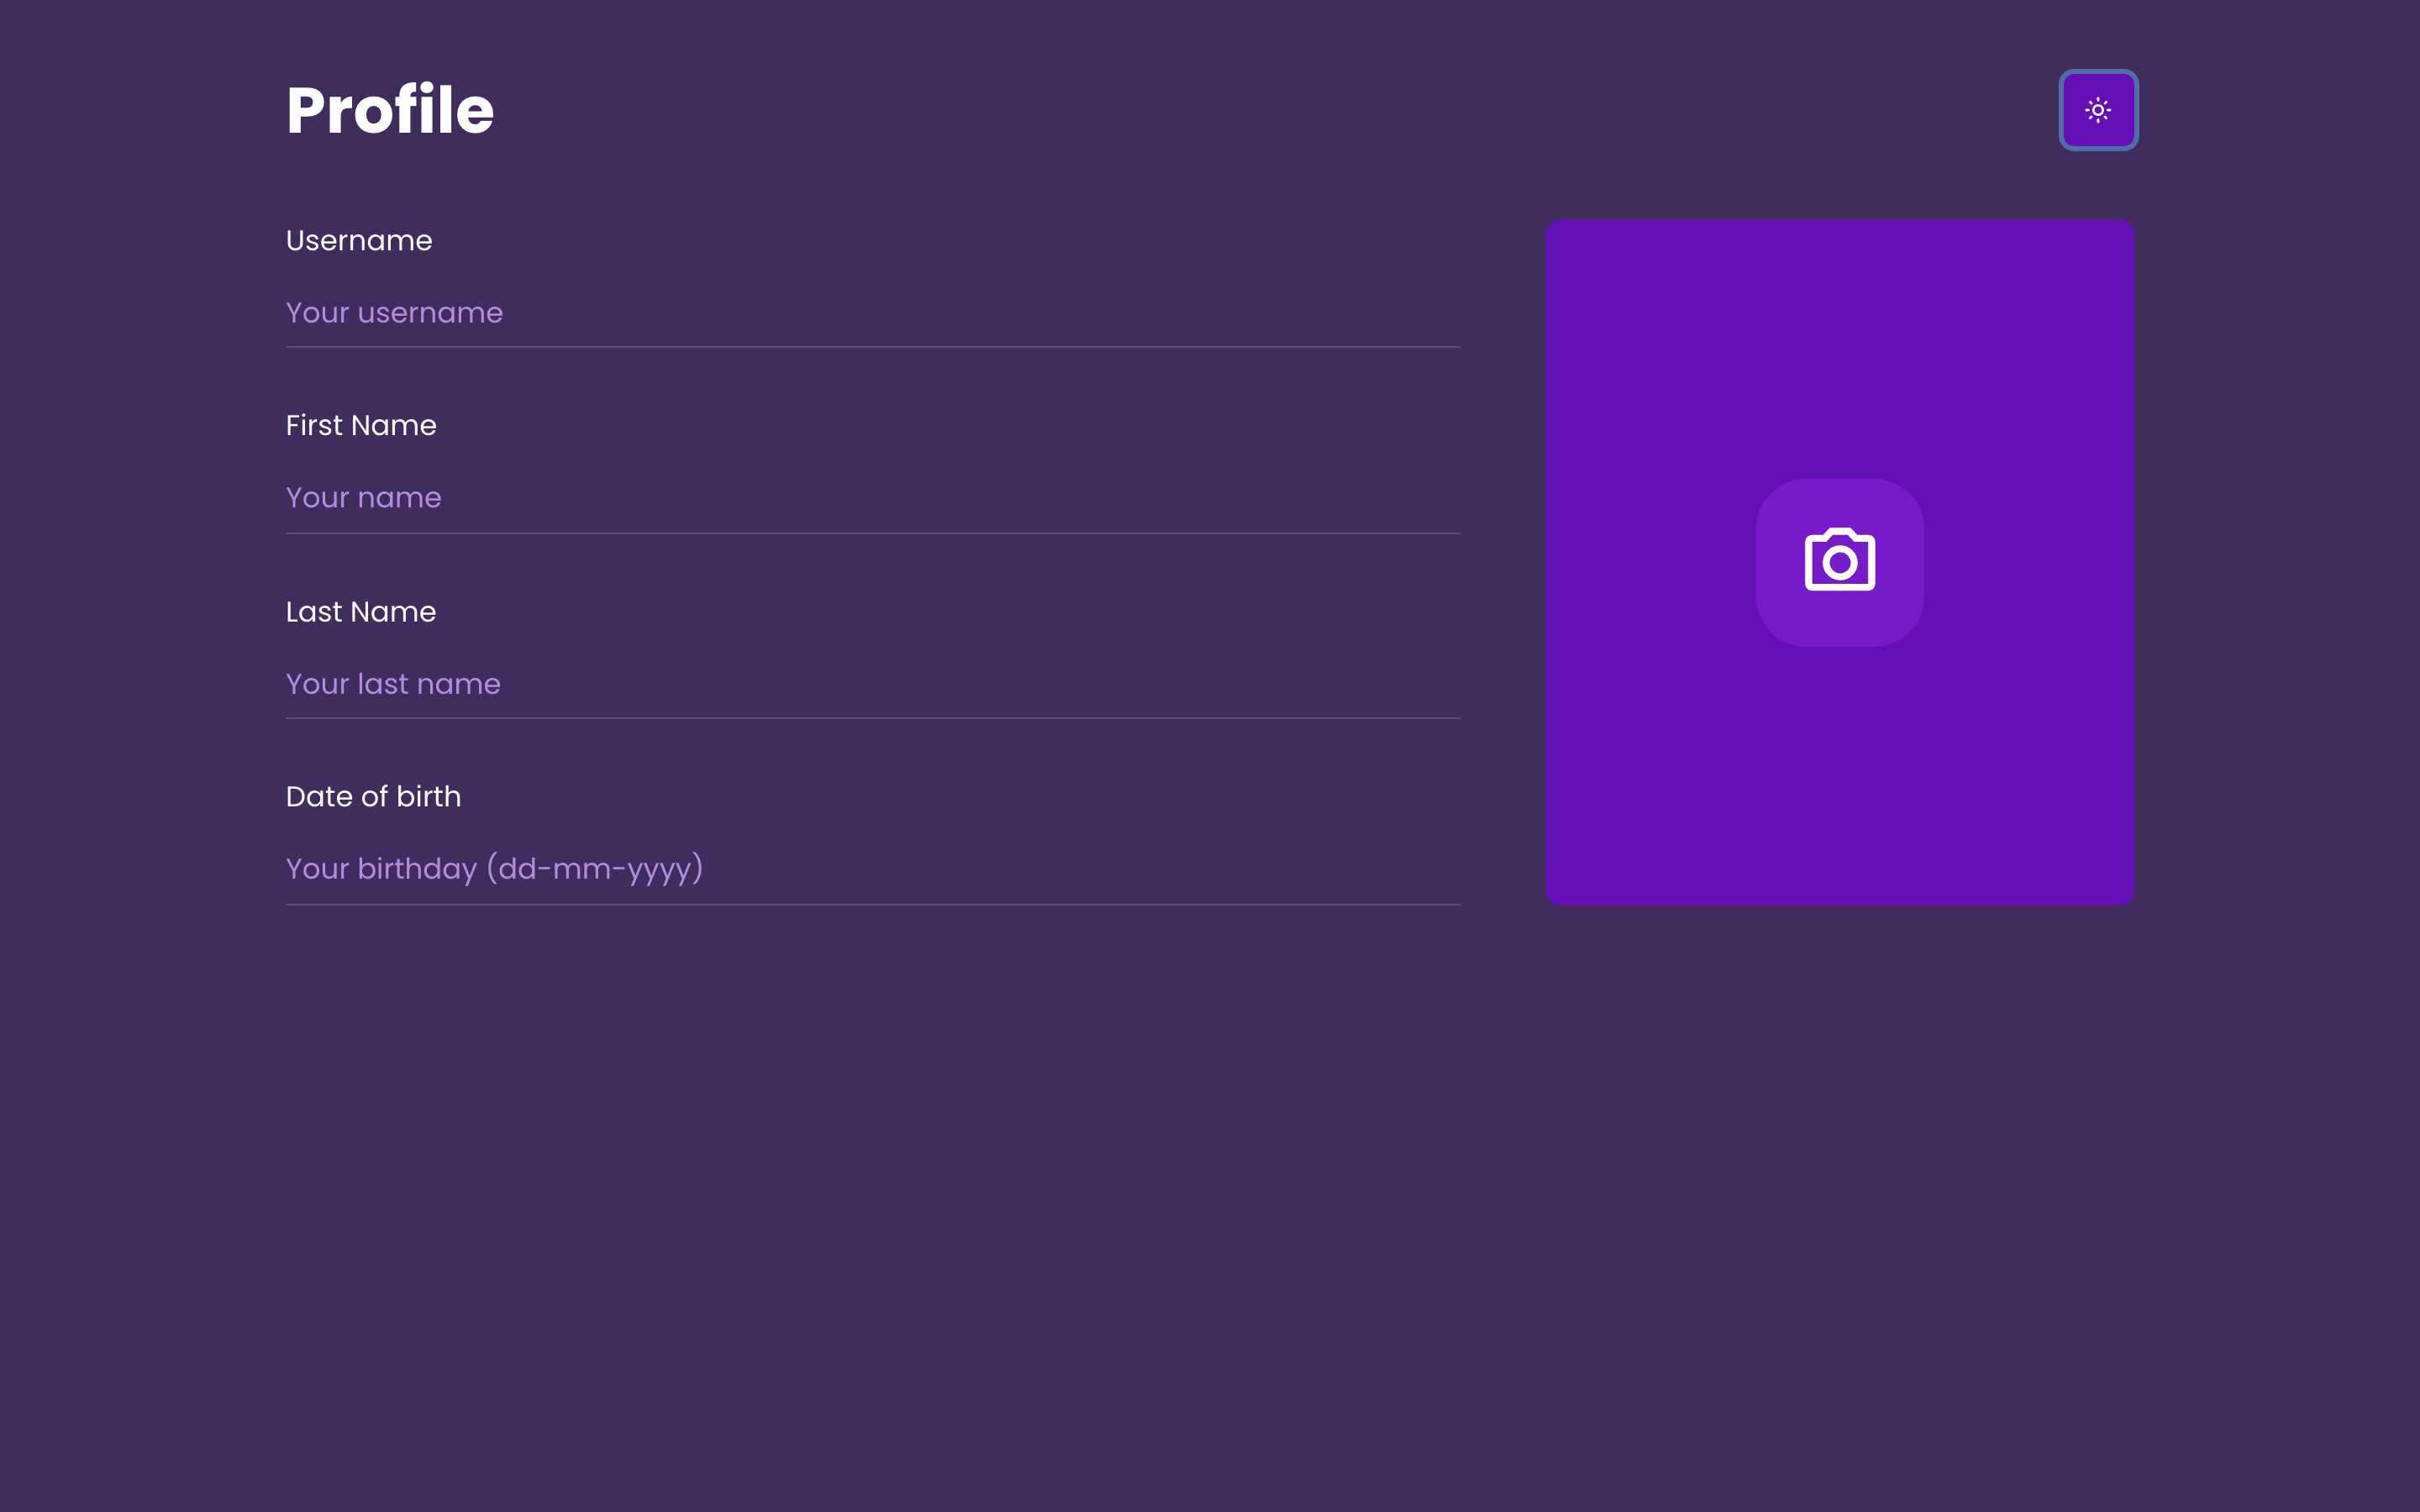 Profile
Username
Your username
First Name
Your name
Last Name
Your last name
Date of birth
Your birthday (dd-mm-yyyy)